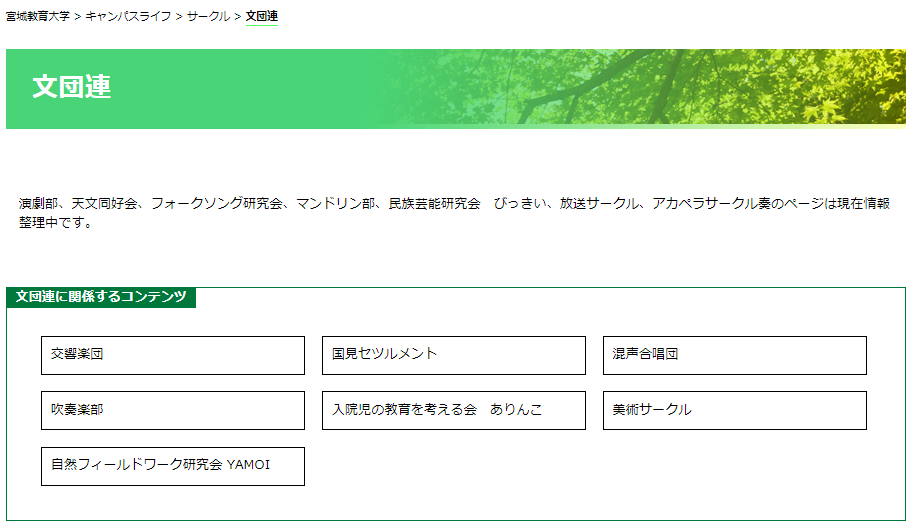 宮城教育大学 > キャンパスライフ > サークル > 文団連
文団連
演劇部、天文同好会、フォークソング研究会、マンドリン部、民族芸能研究会　びっきい、放送サークル、アカペラサークル奏のページは現在情報
整理中です。
文団連に関係するコンテンツ
交響楽団
国見セツルメント
混声合唱団
吹奏楽部
入院児の教育を考える会　ありんこ
美術サークル
自然フィールドワーク研究会 YAMOI